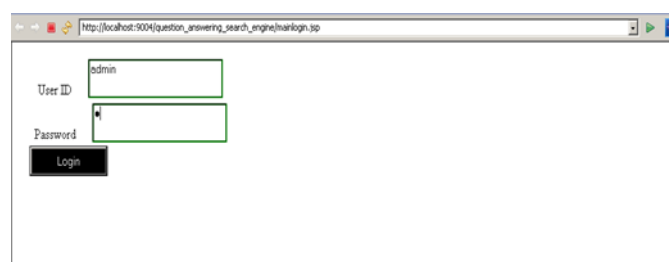 http://localhost:9004/question_answering_search_engine/mainlogin.jsp
User ID admin
Password •
Login